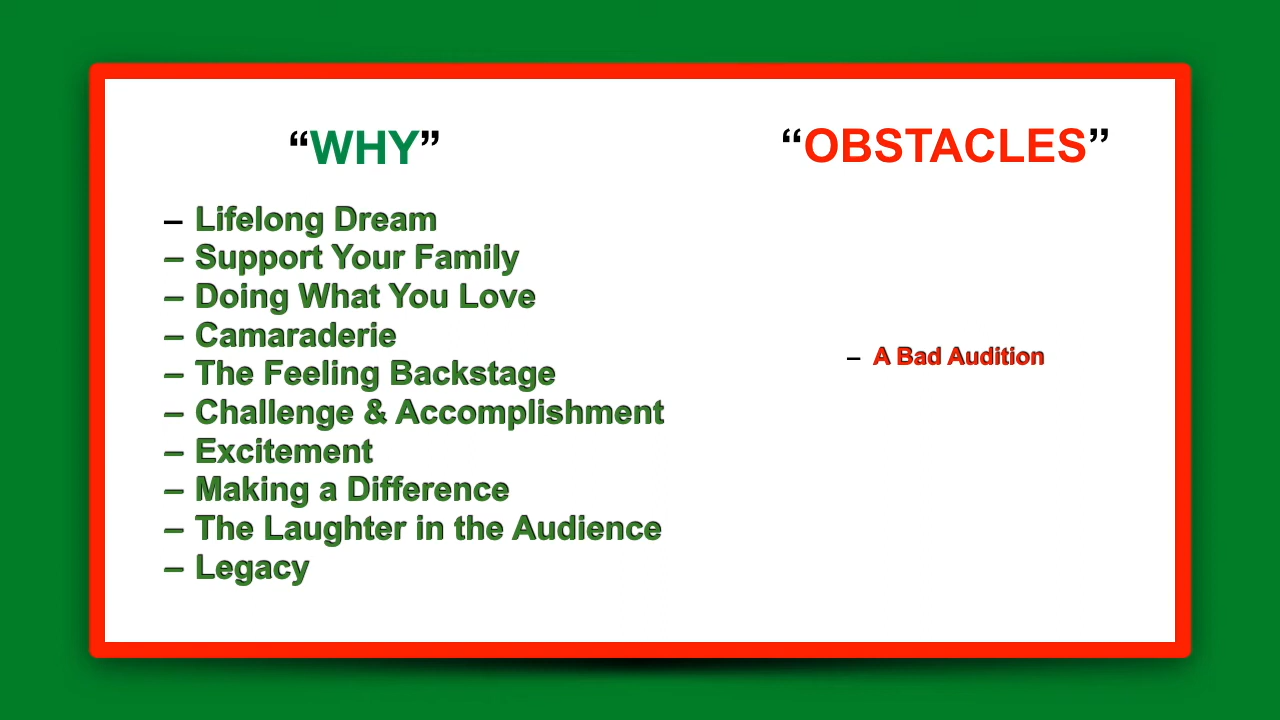 “WHY”
– Lifelong Dream
– Support Your Family
– Doing What You Love
– Camaraderie
– The Feeling Backstage
– Challenge & Accomplishment
– Excitement
– Making a Difference
– The Laughter in the Audience
– Legacy
“OBSTACLES”
– A Bad Audition